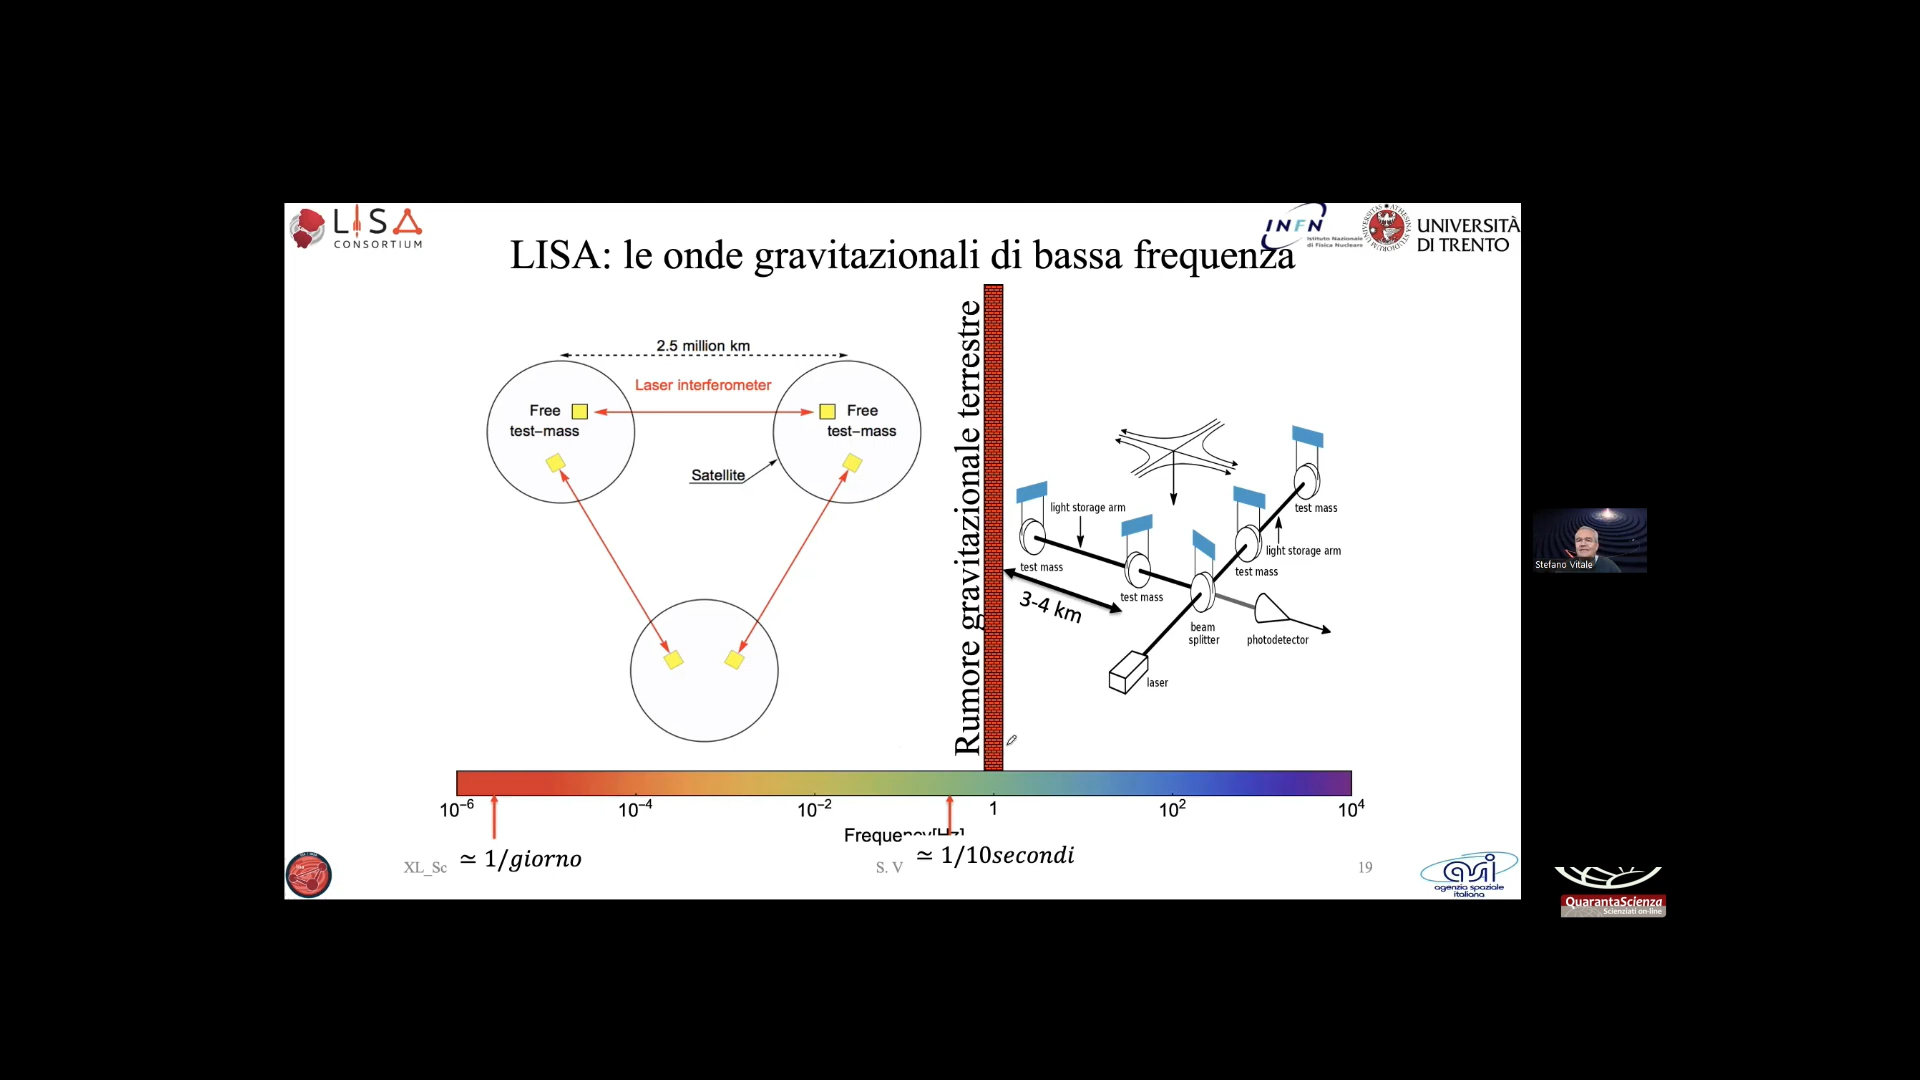 LISA
CONSORTIUM
INFN
Istituto Nazionale
di Fisica Nucleare
UNIVERSITÀ
DI TRENTO
LISA: le onde gravitazionali di bassa frequenza
2.5 million km
Laser interferometer
Free
test–mass
Free
test–mass
Satellite
Rumore gravitazionale terrestre
light storage arm
test mass
test mass
3-4 km
test mass
light storage arm
test mass
beam
splitter
photodetector
laser
10⁻⁶
10⁻⁴
10⁻²
1
10²
10⁴
Frequency[Hz]
≃ 1/giorno
≃ 1/10secondi
XL_Sc
S. V
19
asi
agenzia spaziale
italiana
Stefano Vitale
QuarantaScienza
Scienziati on-line